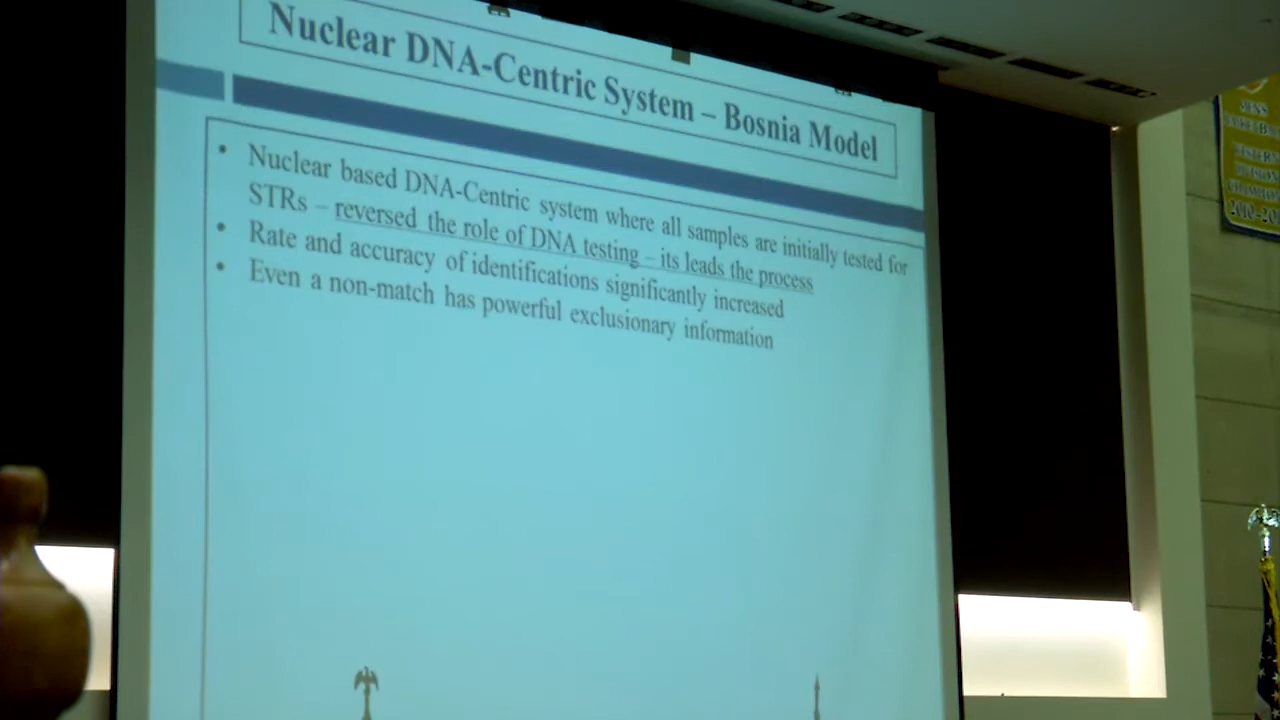 Nuclear DNA-Centric System – Bosnia Model
• Nuclear based DNA-Centric system where all samples are initially tested for
STRs – reversed the role of DNA testing – its leads the process
• Rate and accuracy of identifications significantly increased
• Even a non-match has powerful exclusionary information
MEN'S